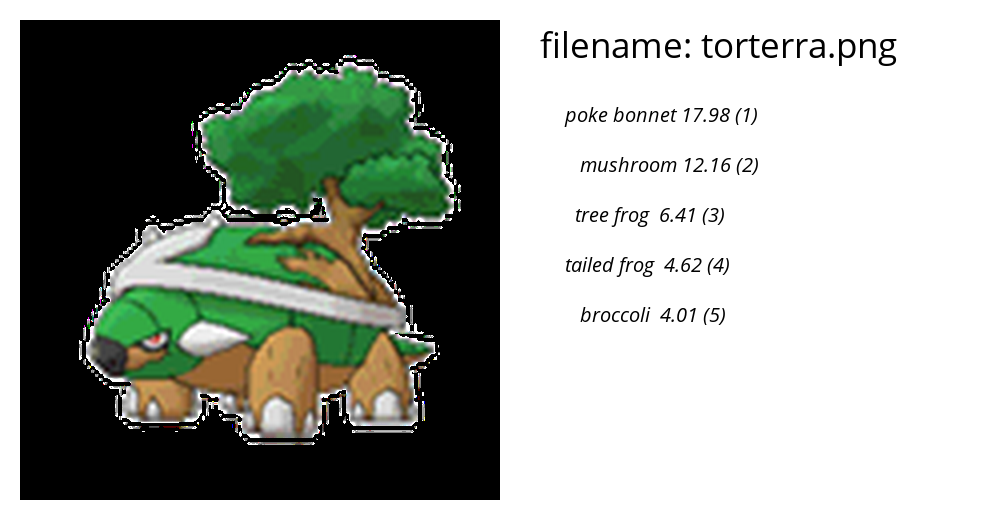 filename: torterra.png
poke bonnet 17.98 (1)
mushroom 12.16 (2)
tree frog 6.41 (3)
tailed frog 4.62 (4)
broccoli 4.01 (5)